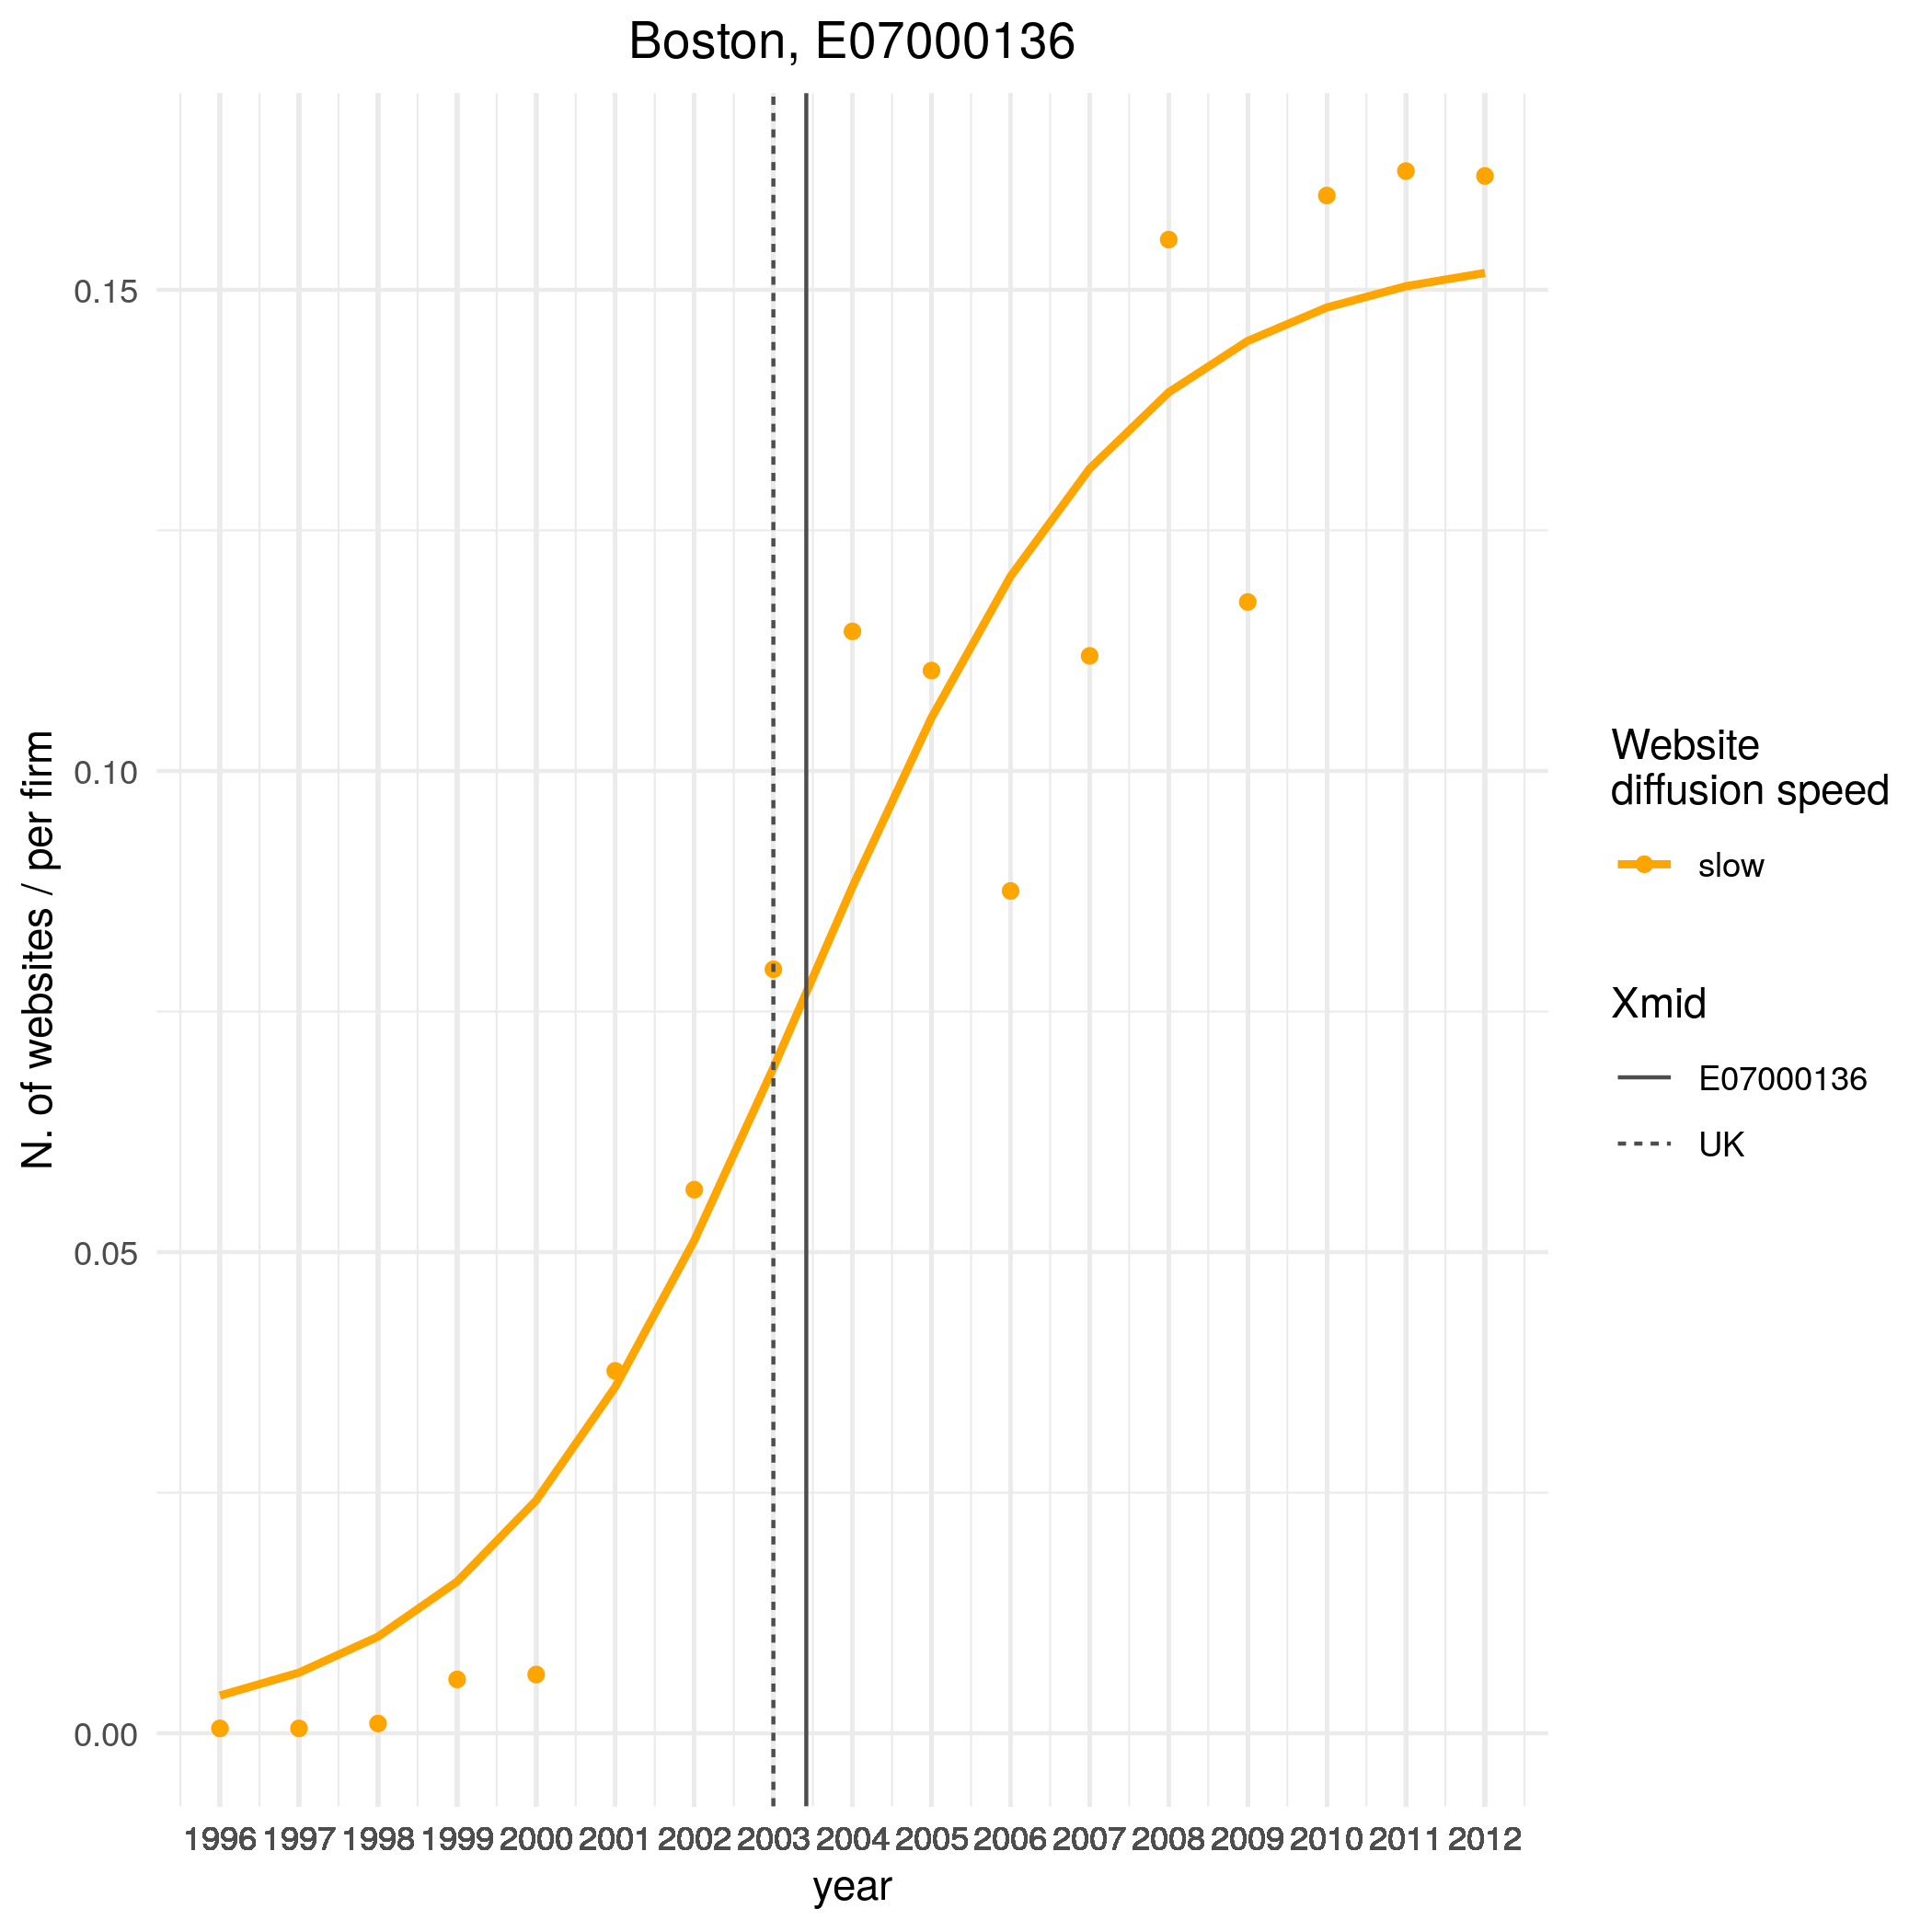 Boston, E07000136
N. of websites / per firm
0.15
0.10
0.05
0.00
1996 1997 1998 1999 2000 2001 2002 2003 2004 2005 2006 2007 2008 2009 2010 2011 2012
year
Website
diffusion speed
slow
Xmid
E07000136
UK